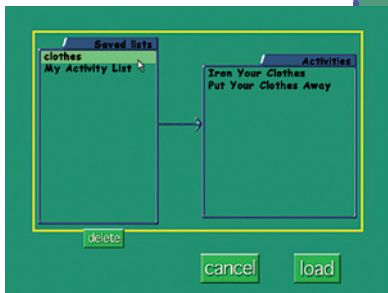 Saved lists
clothes
My Activity List
Activities
Iron Your Clothes
Put Your Clothes Away
delete
cancel
load